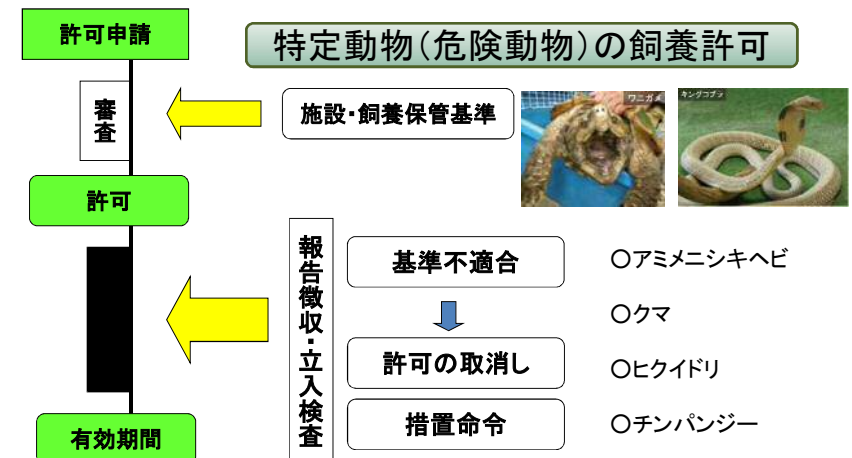 許可申請
特定動物(危険動物)の飼養許可
審査
施設・飼養保管基準
ワニガメ
キングコブラ
許可
報告徴収・立入検査
基準不適合
許可の取消し
措置命令
○アミメニシキヘビ
○クマ
○ヒクイドリ
○チンパンジー
有効期間